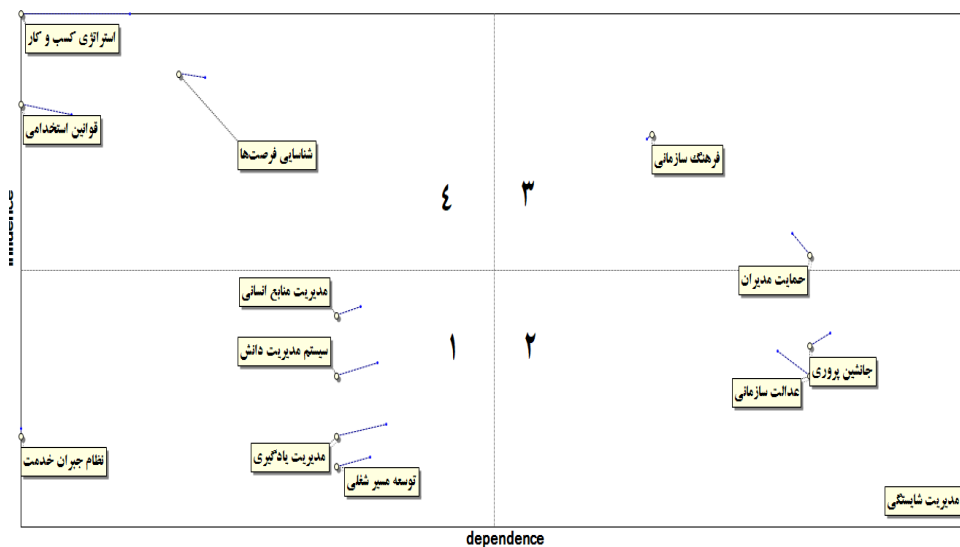 استراتژی کسب و کار
قوانین استخدامی
شناسایی فرصت‌ها
فرهنگ سازمانی
influence
۴
۳
حمایت مدیران
مدیریت منابع انسانی
سیستم مدیریت دانش
۱
۲
جانشین پروری
عدالت سازمانی
نظام جبران خدمت
مدیریت یادگیری
توسعه مسیر شغلی
مدیریت شایستگی
dependence